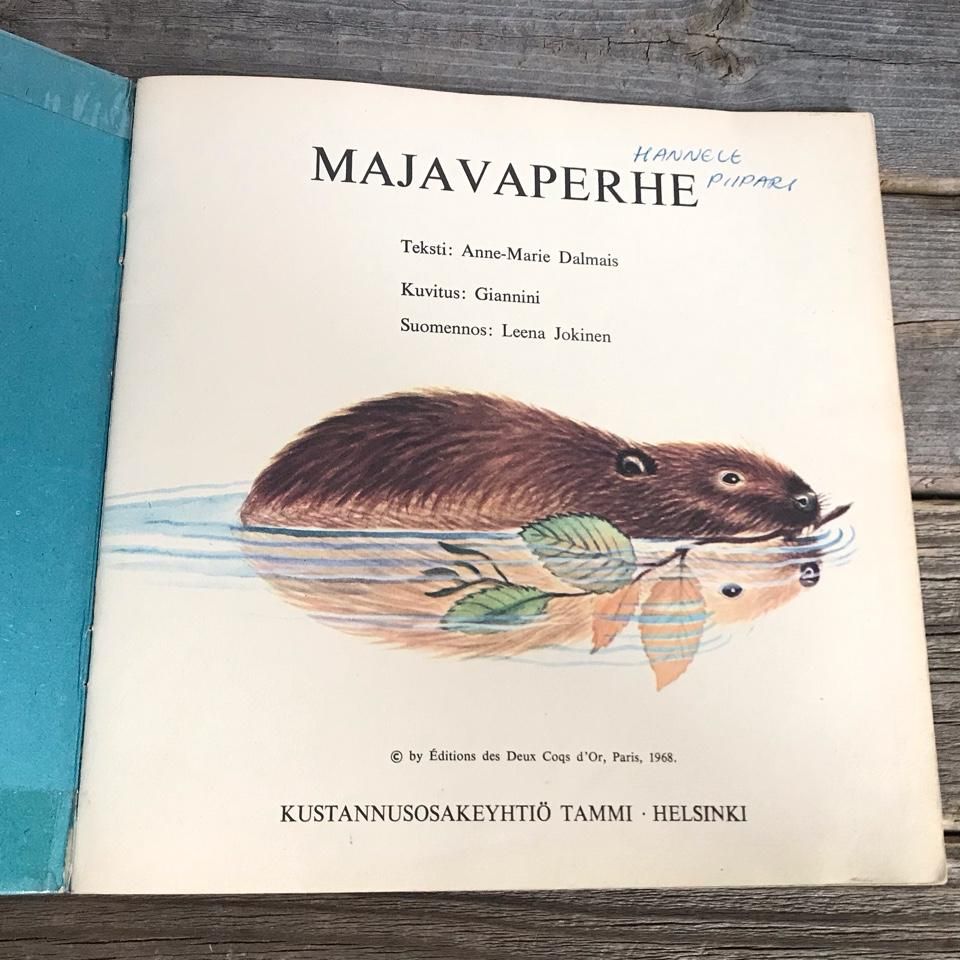 MAJAVAPERHE
HANNELE
PIIPARI
Teksti: Anne-Marie Dalmais
Kuvitus: Giannini
Suomennos: Leena Jokinen
© by Éditions des Deux Coqs d'Or, Paris, 1968.
KUSTANNUSOSAKEYHTIÖ TAMMI · HELSINKI